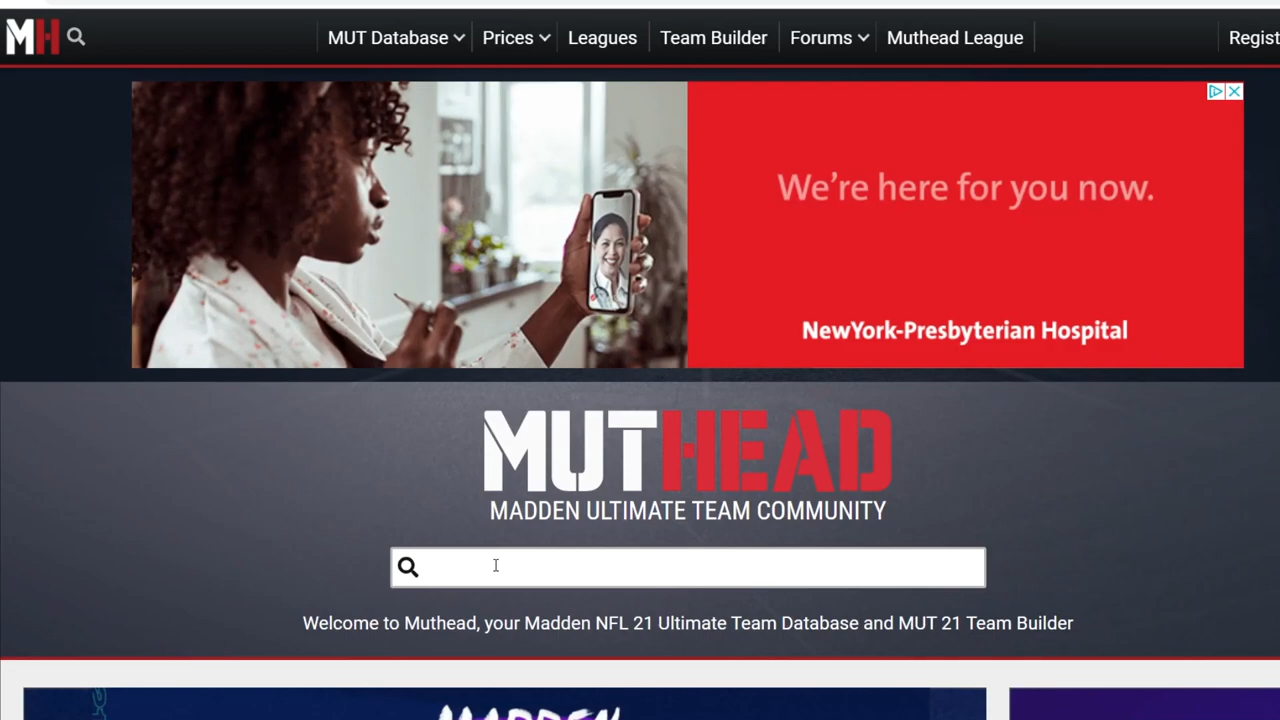 MH
MUT Database
Prices
Leagues
Team Builder
Forums
Muthead League
Regist
We're here for you now.
NewYork-Presbyterian Hospital
MUTHEAD
MADDEN ULTIMATE TEAM COMMUNITY
Welcome to Muthead, your Madden NFL 21 Ultimate Team Database and MUT 21 Team Builder
MADDEN